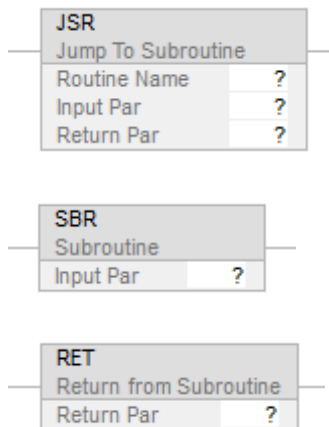 JSR
Jump To Subroutine
Routine Name ?
Input Par ?
Return Par ?
SBR
Subroutine
Input Par ?
RET
Return from Subroutine
Return Par ?